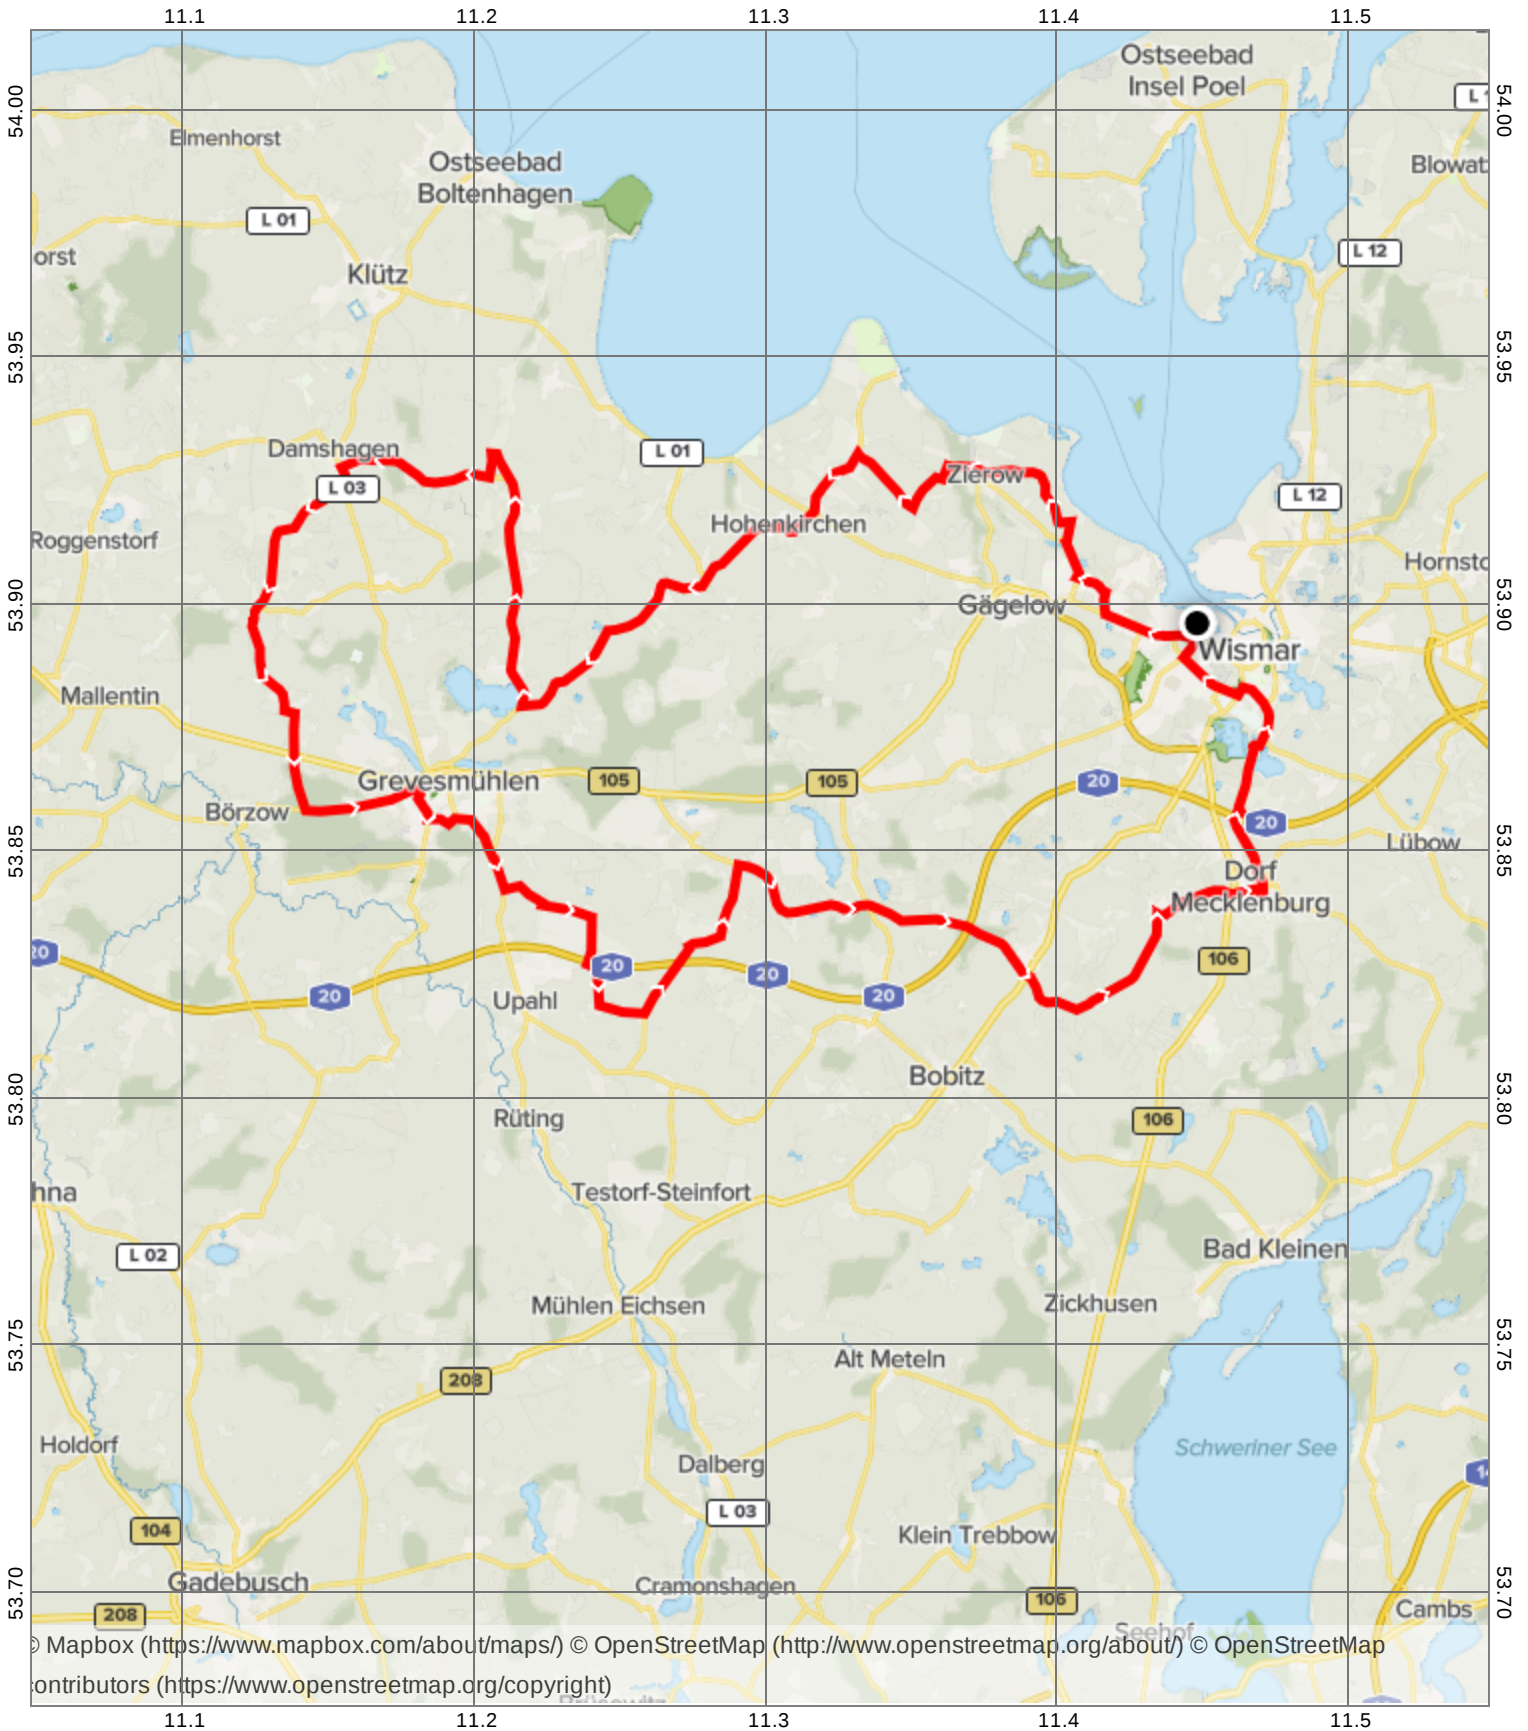 11.1 11.2 11.3 11.4 11.5
Ostseebad
Insel Poel
L 1
54.00
54.00
Elmenhorst
Ostseebad
Boltenhagen
Blowat
L 01
orst
L 12
Klütz
53.95
53.95
Damshagen
L 01
L 03
Zierow
L 12
Hohenkirchen
Roggenstorf
Hornsto
53.90
53.90
Gägelow
Wismar
Mallentin
Grevesmühlen
105
105
20
Börzow
20
Lübow
53.85
53.85
Dorf
Mecklenburg
20
20
20
106
20
20
Upahl
Bobitz
53.80
53.80
Rüting
106
hna
Testorf-Steinfort
L 02
Bad Kleinen
Mühlen Eichsen
Zickhusen
53.75
53.75
Alt Meteln
208
Holdorf
Schweriner See
Dalberg
L 03
104
Klein Trebbow
Gadebusch
Cramonshagen
53.70
53.70
106
208
Cambs
Seehof
© Mapbox (https://www.mapbox.com/about/maps/) © OpenStreetMap (http://www.openstreetmap.org/about/) © OpenStreetMap
contributors (https://www.openstreetmap.org/copyright)
11.1 11.2 11.3 11.4 11.5